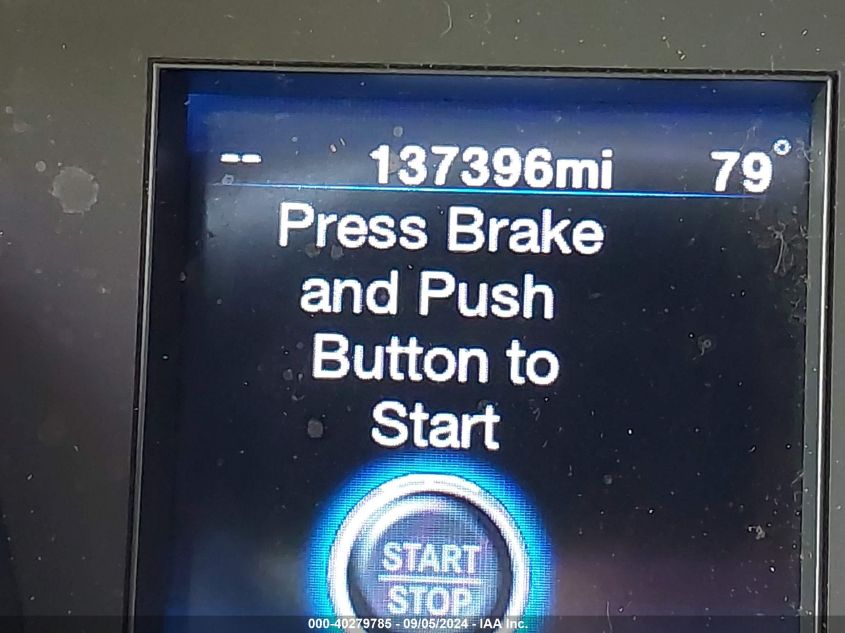 -- 137396mi 79°
Press Brake
and Push
Button to
Start
START
STOP
000-40279785 - 09/05/2024 - IAA Inc.